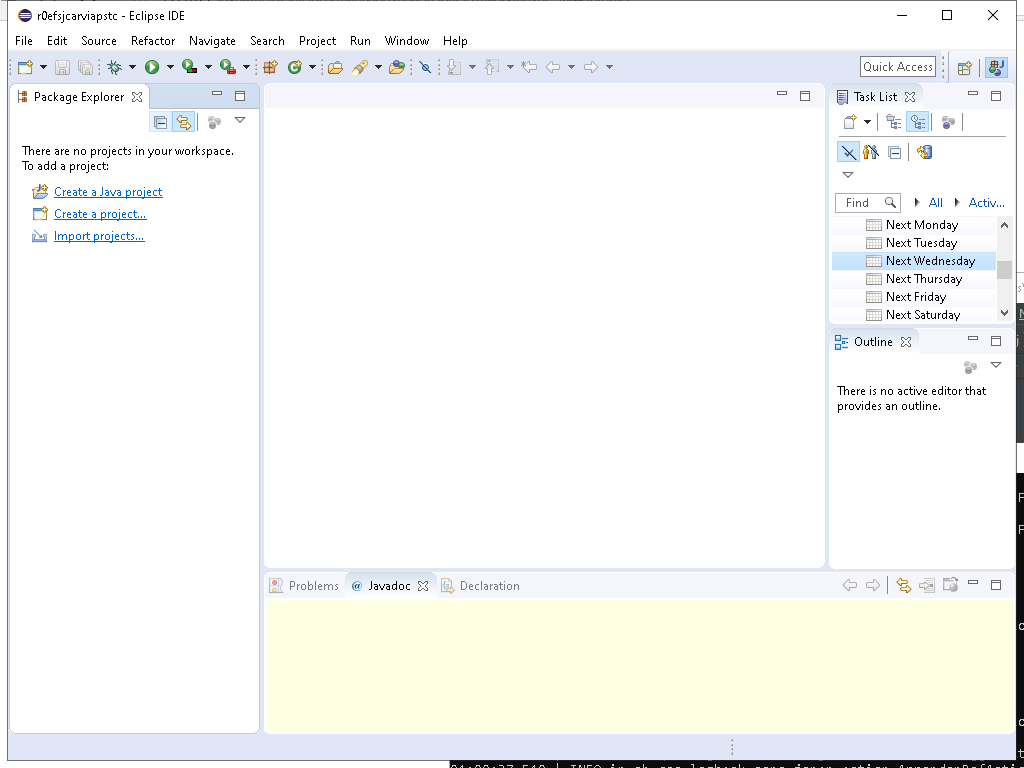 r0efsjcarviapstc - Eclipse IDE
File Edit Source Refactor Navigate Search Project Run Window Help
Quick Access
Package Explorer
There are no projects in your workspace.
To add a project:
Create a Java project
Create a project...
Import projects...
Task List
Find All Activ...
Next Monday
Next Tuesday
Next Wednesday
Next Thursday
Next Friday
Next Saturday
Outline
There is no active editor that
provides an outline.
Problems @ Javadoc Declaration